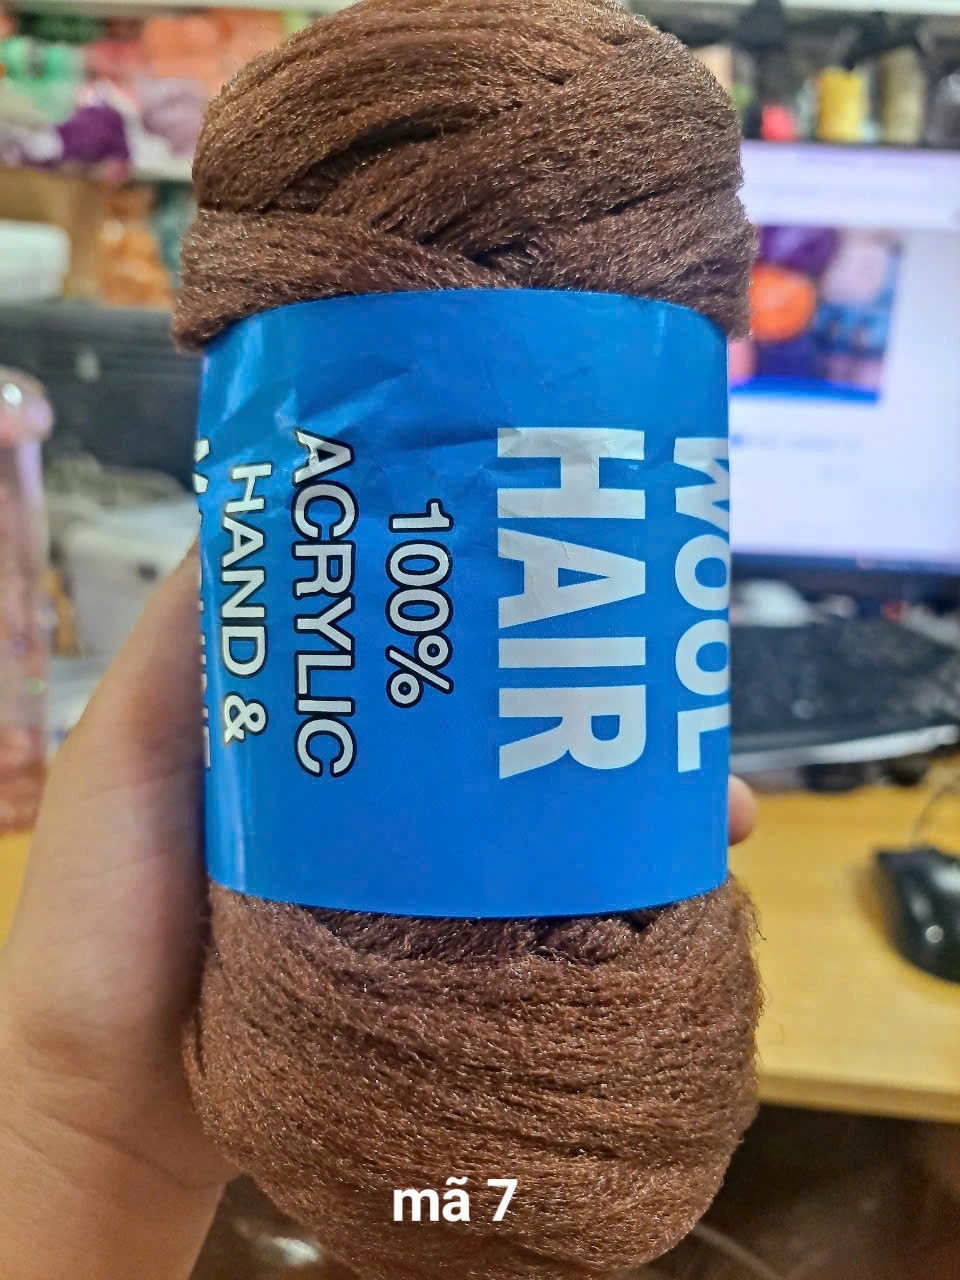 WOOL
HAIR
100%
ACRYLIC
HAND &
mã 7